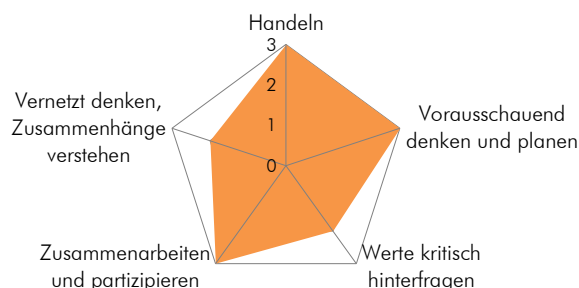 Handeln
3
2
1
0
Vorausschauend
denken und planen
Werte kritisch
hinterfragen
Zusammenarbeiten
und partizipieren
Vernetzt denken,
Zusammenhänge
verstehen